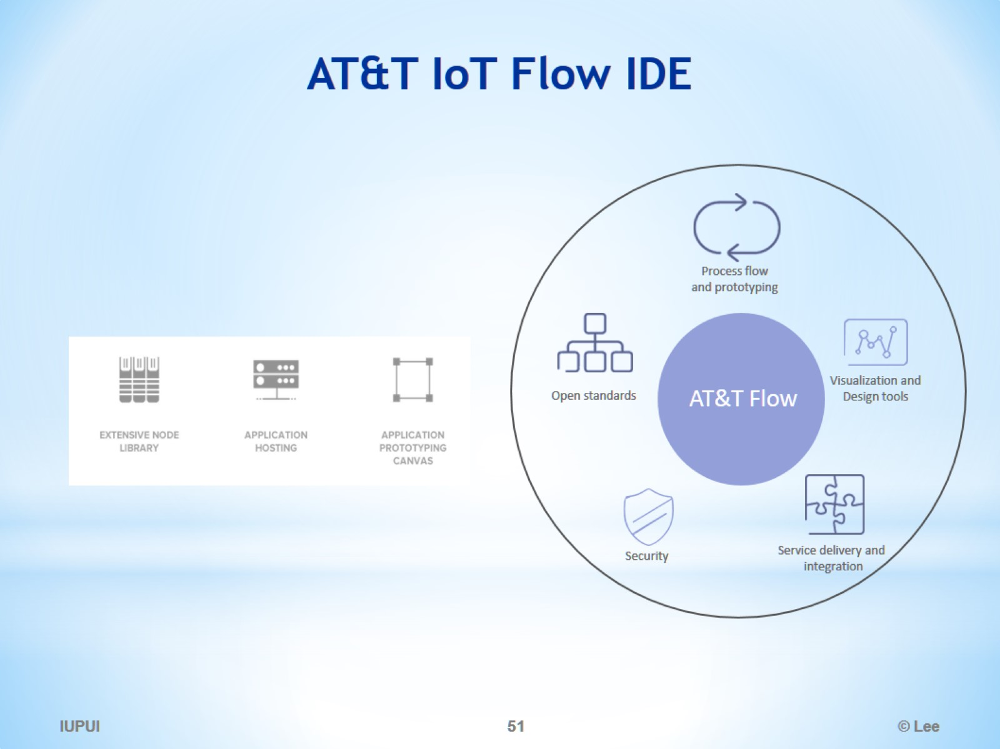 AT&T IoT Flow IDE
EXTENSIVE NODE
LIBRARY
APPLICATION
HOSTING
APPLICATION
PROTOTYPING
CANVAS
Process flow
and prototyping
Open standards
AT&T Flow
Visualization and
Design tools
Security
Service delivery and
integration
IUPUI
51
© Lee